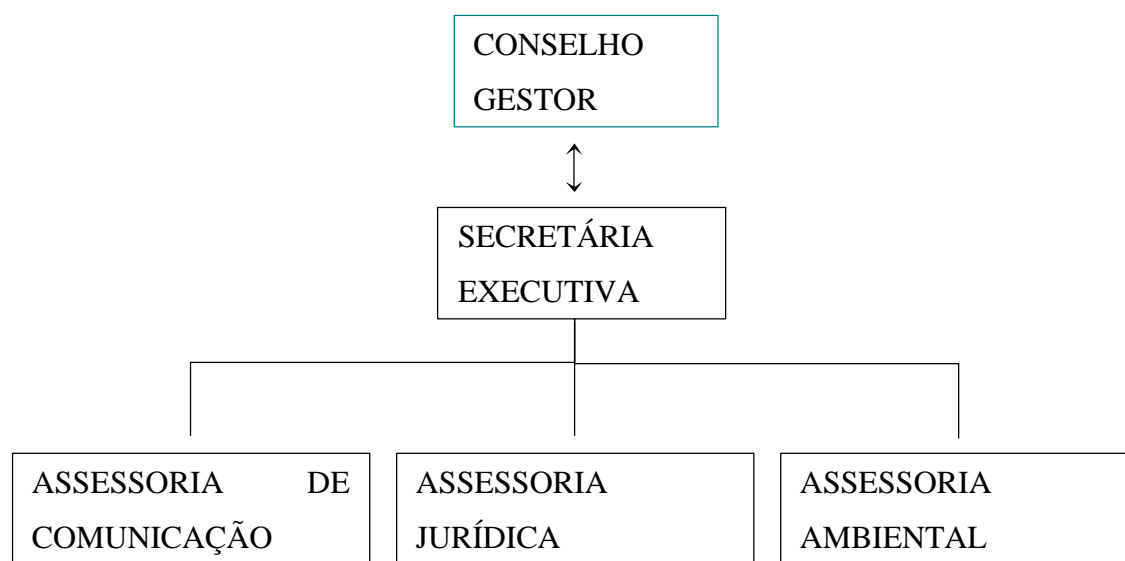 CONSELHO
GESTOR
SECRETÁRIA
EXECUTIVA
ASSESSORIA DE
COMUNICAÇÃO
ASSESSORIA
JURÍDICA
ASSESSORIA
AMBIENTAL